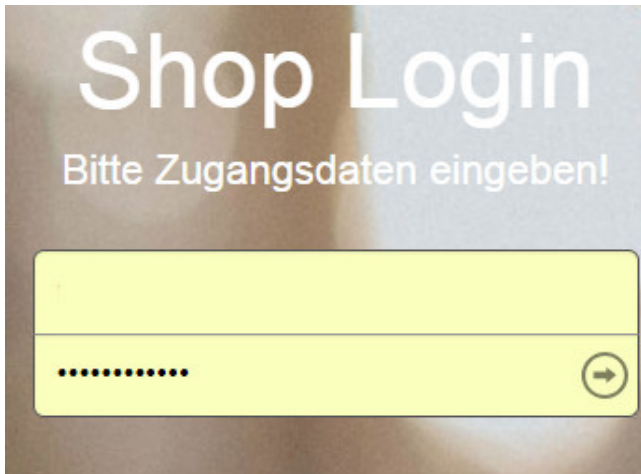 Shop Login
Bitte Zugangsdaten eingeben!
••••••••••••